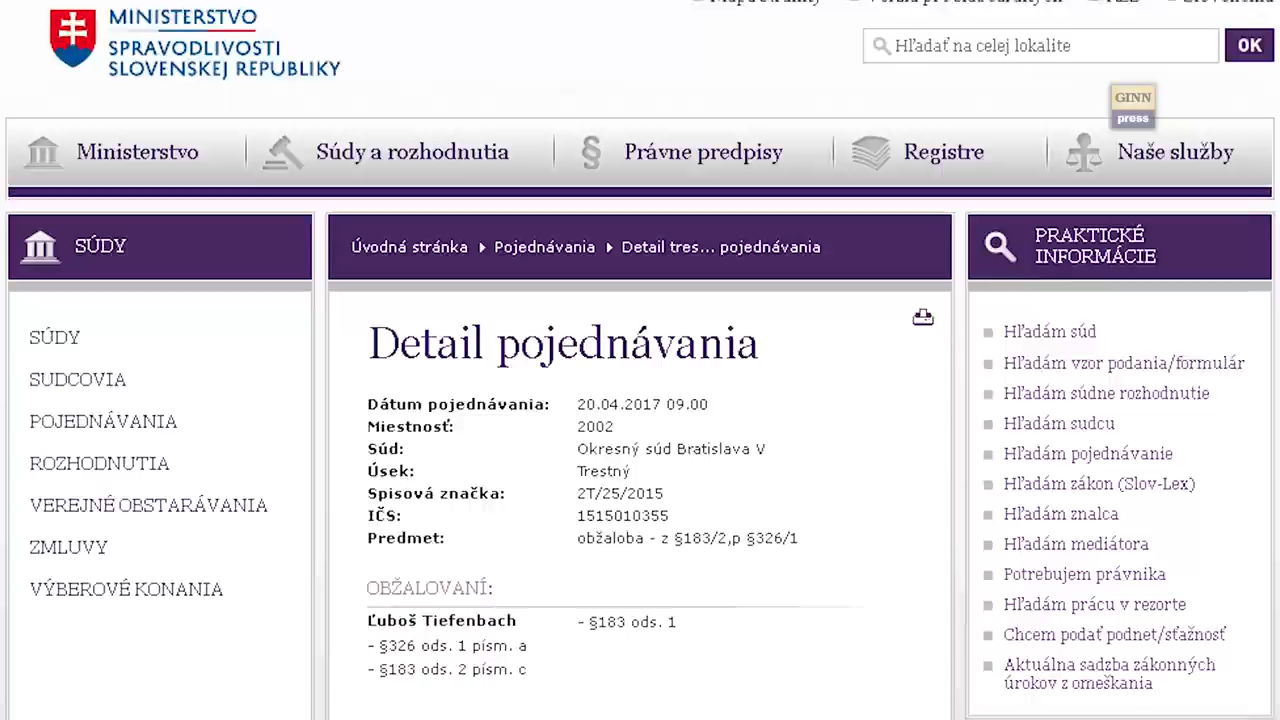 MINISTERSTVO
SPRAVODLIVOSTI
SLOVENSKEJ REPUBLIKY
Hľadať na celej lokalite
OK
GINN
press
Ministerstvo
Súdy a rozhodnutia
Právne predpisy
Registre
Naše služby
SÚDY
SÚDY
SUDCOVIA
POJEDNÁVANIA
ROZHODNUTIA
VEREJNÉ OBSTARÁVANIA
ZMLUVY
VÝBEROVÉ KONANIA
Úvodná stránka Pojednávania Detail tres... pojednávania
Detail pojednávania
Dátum pojednávania: 20.04.2017 09.00
Miestnosť: 2002
Súd: Okresný súd Bratislava V
Úsek: Trestný
Spisová značka: 2T/25/2015
IČS: 1515010355
Predmet: obžaloba - z §183/2,p §326/1
OBŽALOVANÍ:
Ľuboš Tiefenbach - §183 ods. 1
- §326 ods. 1 písm. a
- §183 ods. 2 písm. c
PRAKTICKÉ
INFORMÁCIE
Hľadám súd
Hľadám vzor podania/formulár
Hľadám súdne rozhodnutie
Hľadám sudcu
Hľadám pojednávanie
Hľadám zákon (Slov-Lex)
Hľadám znalca
Hľadám mediátora
Potrebujem právnika
Hľadám prácu v rezorte
Chcem podať podnet/sťažnosť
Aktuálna sadzba zákonných
úrokov z omeškania